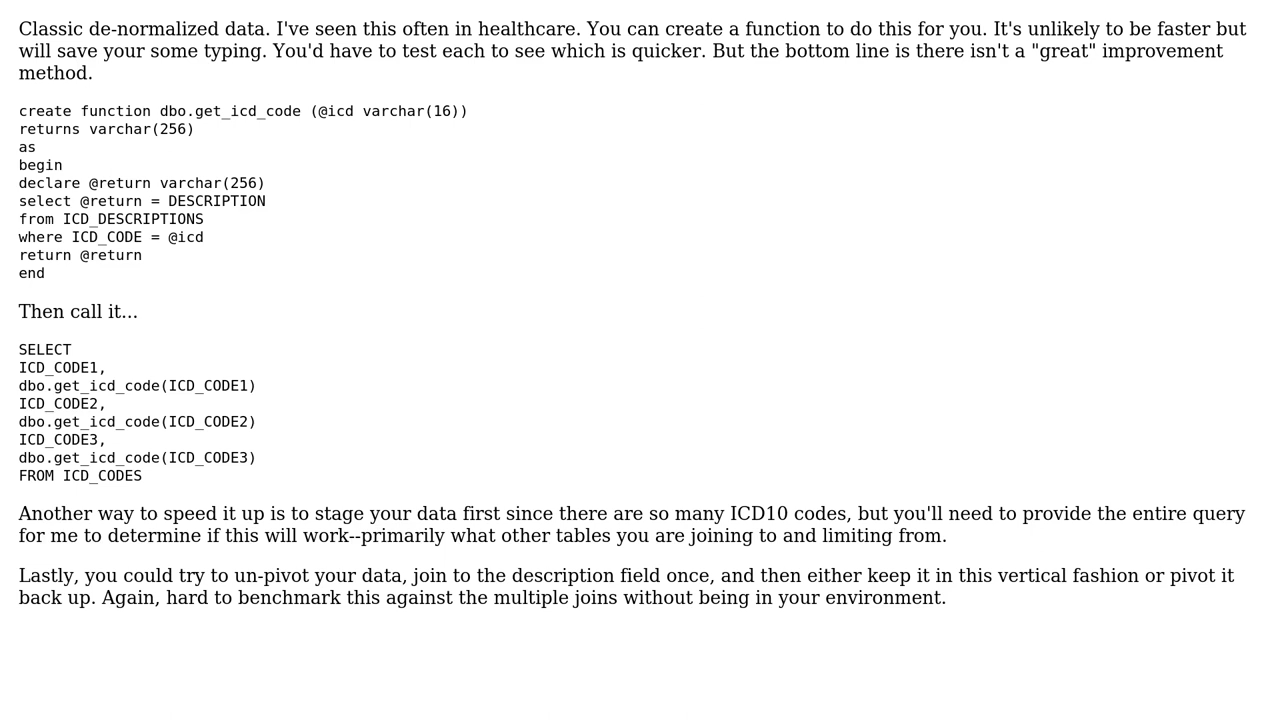 Classic de-normalized data. I've seen this often in healthcare. You can create a function to do this for you. It's unlikely to be faster but
will save your some typing. You'd have to test each to see which is quicker. But the bottom line is there isn't a "great" improvement
method.
create function dbo.get_icd_code (@icd varchar(16))
returns varchar(256)
as
begin
declare @return varchar(256)
select @return = DESCRIPTION
from ICD_DESCRIPTIONS
where ICD_CODE = @icd
return @return
end
Then call it...
SELECT
ICD_CODE1,
dbo.get_icd_code(ICD_CODE1)
ICD_CODE2,
dbo.get_icd_code(ICD_CODE2)
ICD_CODE3,
dbo.get_icd_code(ICD_CODE3)
FROM ICD_CODES
Another way to speed it up is to stage your data first since there are so many ICD10 codes, but you'll need to provide the entire query
for me to determine if this will work--primarily what other tables you are joining to and limiting from.
Lastly, you could try to un-pivot your data, join to the description field once, and then either keep it in this vertical fashion or pivot it
back up. Again, hard to benchmark this against the multiple joins without being in your environment.